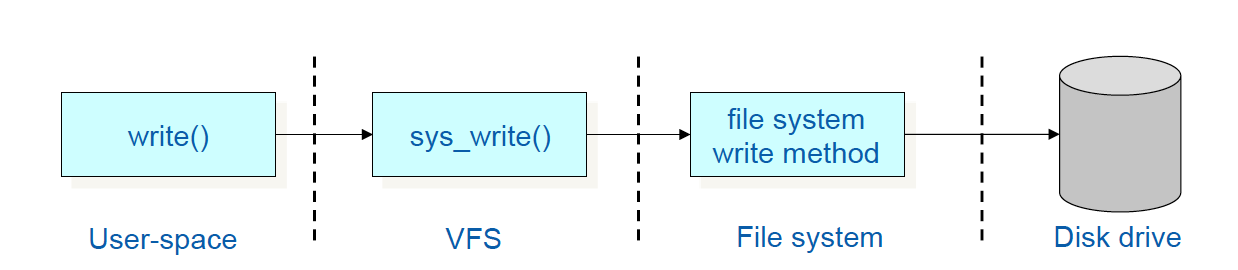 write()
sys_write()
file system
write method
User-space
VFS
File system
Disk drive